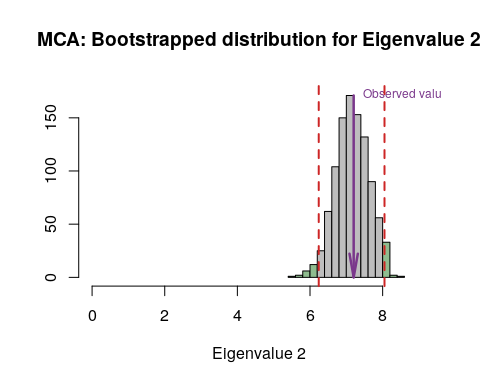 MCA: Bootstrapped distribution for Eigenvalue 2
Observed valu
150
100
50
0
0 2 4 6 8
Eigenvalue 2